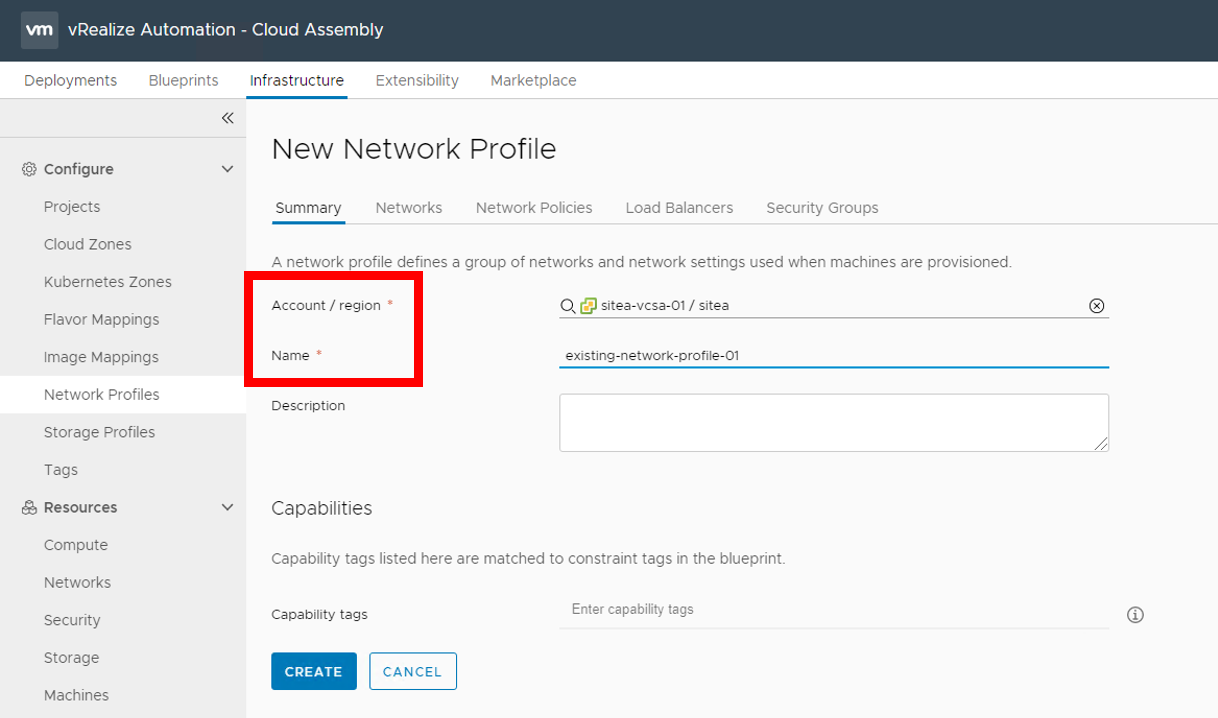 vm vRealize Automation - Cloud Assembly
Deployments Blueprints Infrastructure Extensibility Marketplace
Configure
Projects
Cloud Zones
Kubernetes Zones
Flavor Mappings
Image Mappings
Network Profiles
Storage Profiles
Tags
Resources
Compute
Networks
Security
Storage
Machines
New Network Profile
Summary Networks Network Policies Load Balancers Security Groups
A network profile defines a group of networks and network settings used when machines are provisioned.
Account / region * sitea-vcsa-01 / sitea
Name * existing-network-profile-01
Description
Capabilities
Capability tags listed here are matched to constraint tags in the blueprint.
Capability tags Enter capability tags
CREATE CANCEL